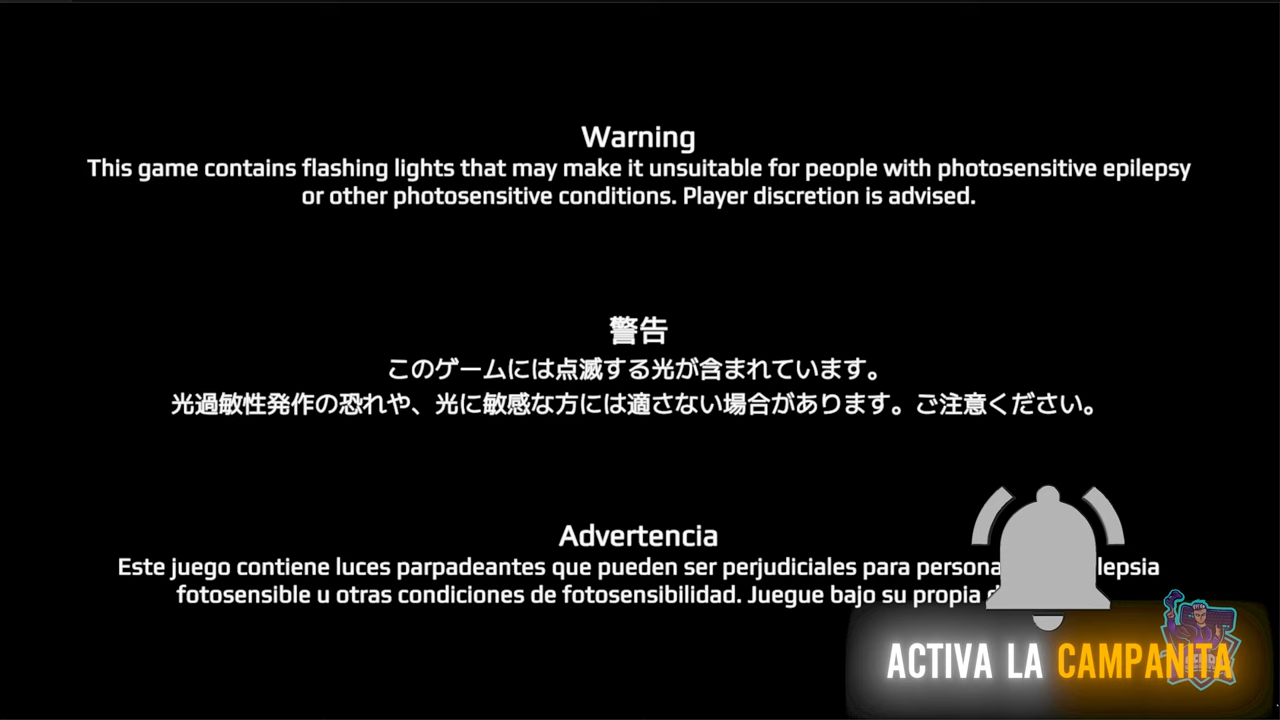 Warning
This game contains flashing lights that may make it unsuitable for people with photosensitive epilepsy
or other photosensitive conditions. Player discretion is advised.
警告
このゲームには点滅する光が含まれています。
光過敏性発作の恐れや、光に敏感な方には適さない場合があります。ご注意ください。
Advertencia
Este juego contiene luces parpadeantes que pueden ser perjudiciales para
fotosensible u otras condiciones de fotosensibilidad. Juegue bajo su propia
ACTIVA LA CAMPANITA